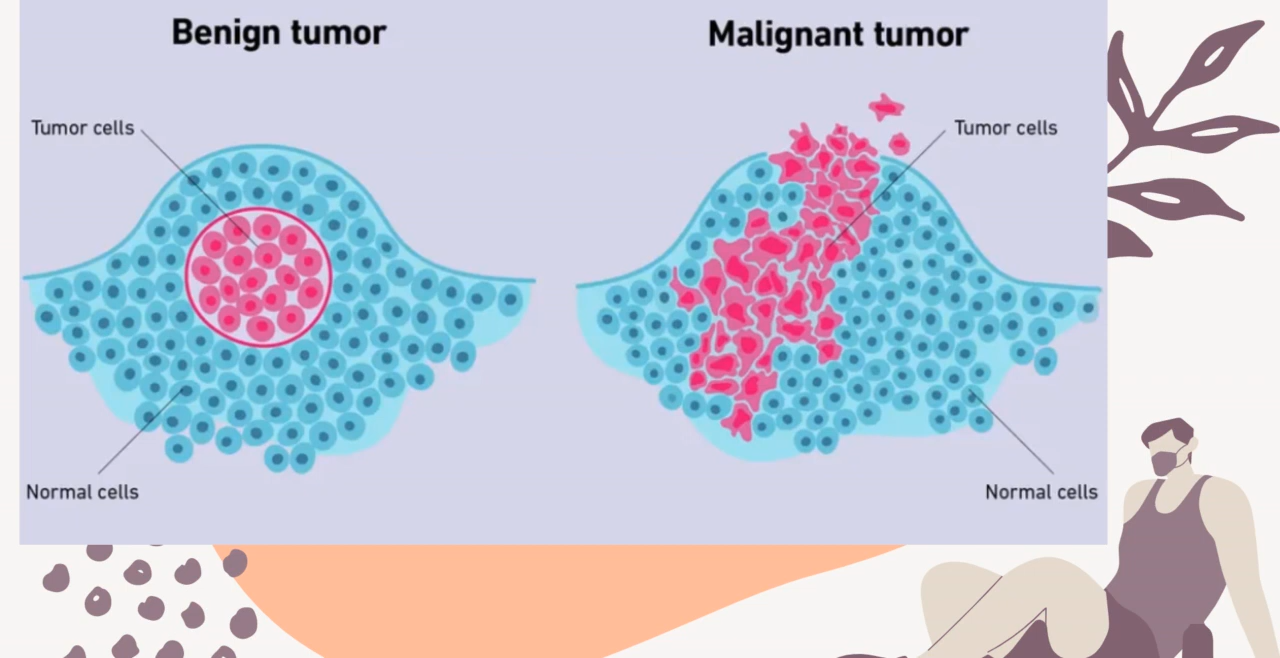 Benign tumor
Malignant tumor
Tumor cells
Tumor cells
Normal cells
Normal cells